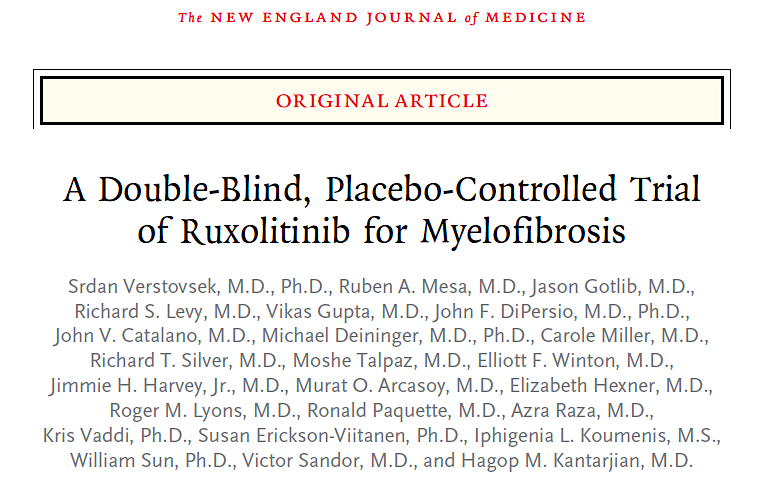 The NEW ENGLAND JOURNAL of MEDICINE
ORIGINAL ARTICLE
A Double-Blind, Placebo-Controlled Trial
of Ruxolitinib for Myelofibrosis
Srdan Verstovsek, M.D., Ph.D., Ruben A. Mesa, M.D., Jason Gotlib, M.D.,
Richard S. Levy, M.D., Vikas Gupta, M.D., John F. DiPersio, M.D., Ph.D.,
John V. Catalano, M.D., Michael Deininger, M.D., Ph.D., Carole Miller, M.D.,
Richard T. Silver, M.D., Moshe Talpaz, M.D., Elliott F. Winton, M.D.,
Jimmie H. Harvey, Jr., M.D., Murat O. Arcasoy, M.D., Elizabeth Hexner, M.D.,
Roger M. Lyons, M.D., Ronald Paquette, M.D., Azra Raza, M.D.,
Kris Vaddi, Ph.D., Susan Erickson-Viitanen, Ph.D., Iphigenia L. Koumenis, M.S.,
William Sun, Ph.D., Victor Sandor, M.D., and Hagop M. Kantarjian, M.D.